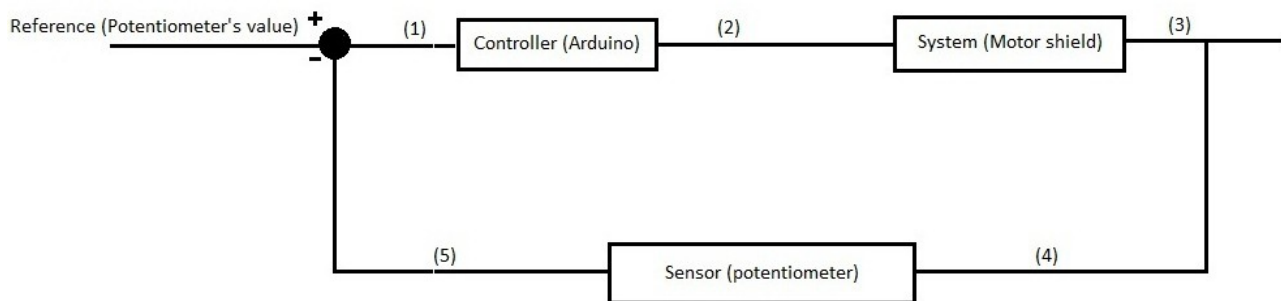 Reference (Potentiometer's value)
+
-
(1)
Controller (Arduino)
(2)
System (Motor shield)
(3)
(5)
Sensor (potentiometer)
(4)